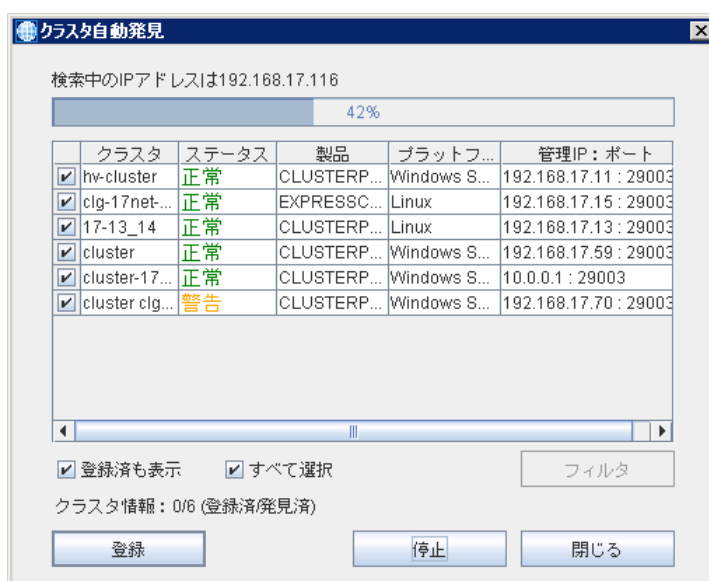 クラスタ自動発見
検索中のIPアドレスは192.168.17.116
42%
クラスタ ステータス 製品 プラットフ... 管理IP：ポート
hv-cluster 正常 CLUSTERP... Windows S... 192.168.17.11 : 29003
clg-17net-... 正常 EXPRESSC... Linux 192.168.17.15 : 29003
17-13_14 正常 CLUSTERP... Linux 192.168.17.13 : 29003
cluster 正常 CLUSTERP... Windows S... 192.168.17.59 : 29003
cluster-17... 正常 CLUSTERP... Windows S... 10.0.0.1 : 29003
cluster clg... 警告 CLUSTERP... Windows S... 192.168.17.70 : 29003
登録済も表示 すべて選択 フィルタ
クラスタ情報：0/6 (登録済/発見済)
登録 停止 閉じる